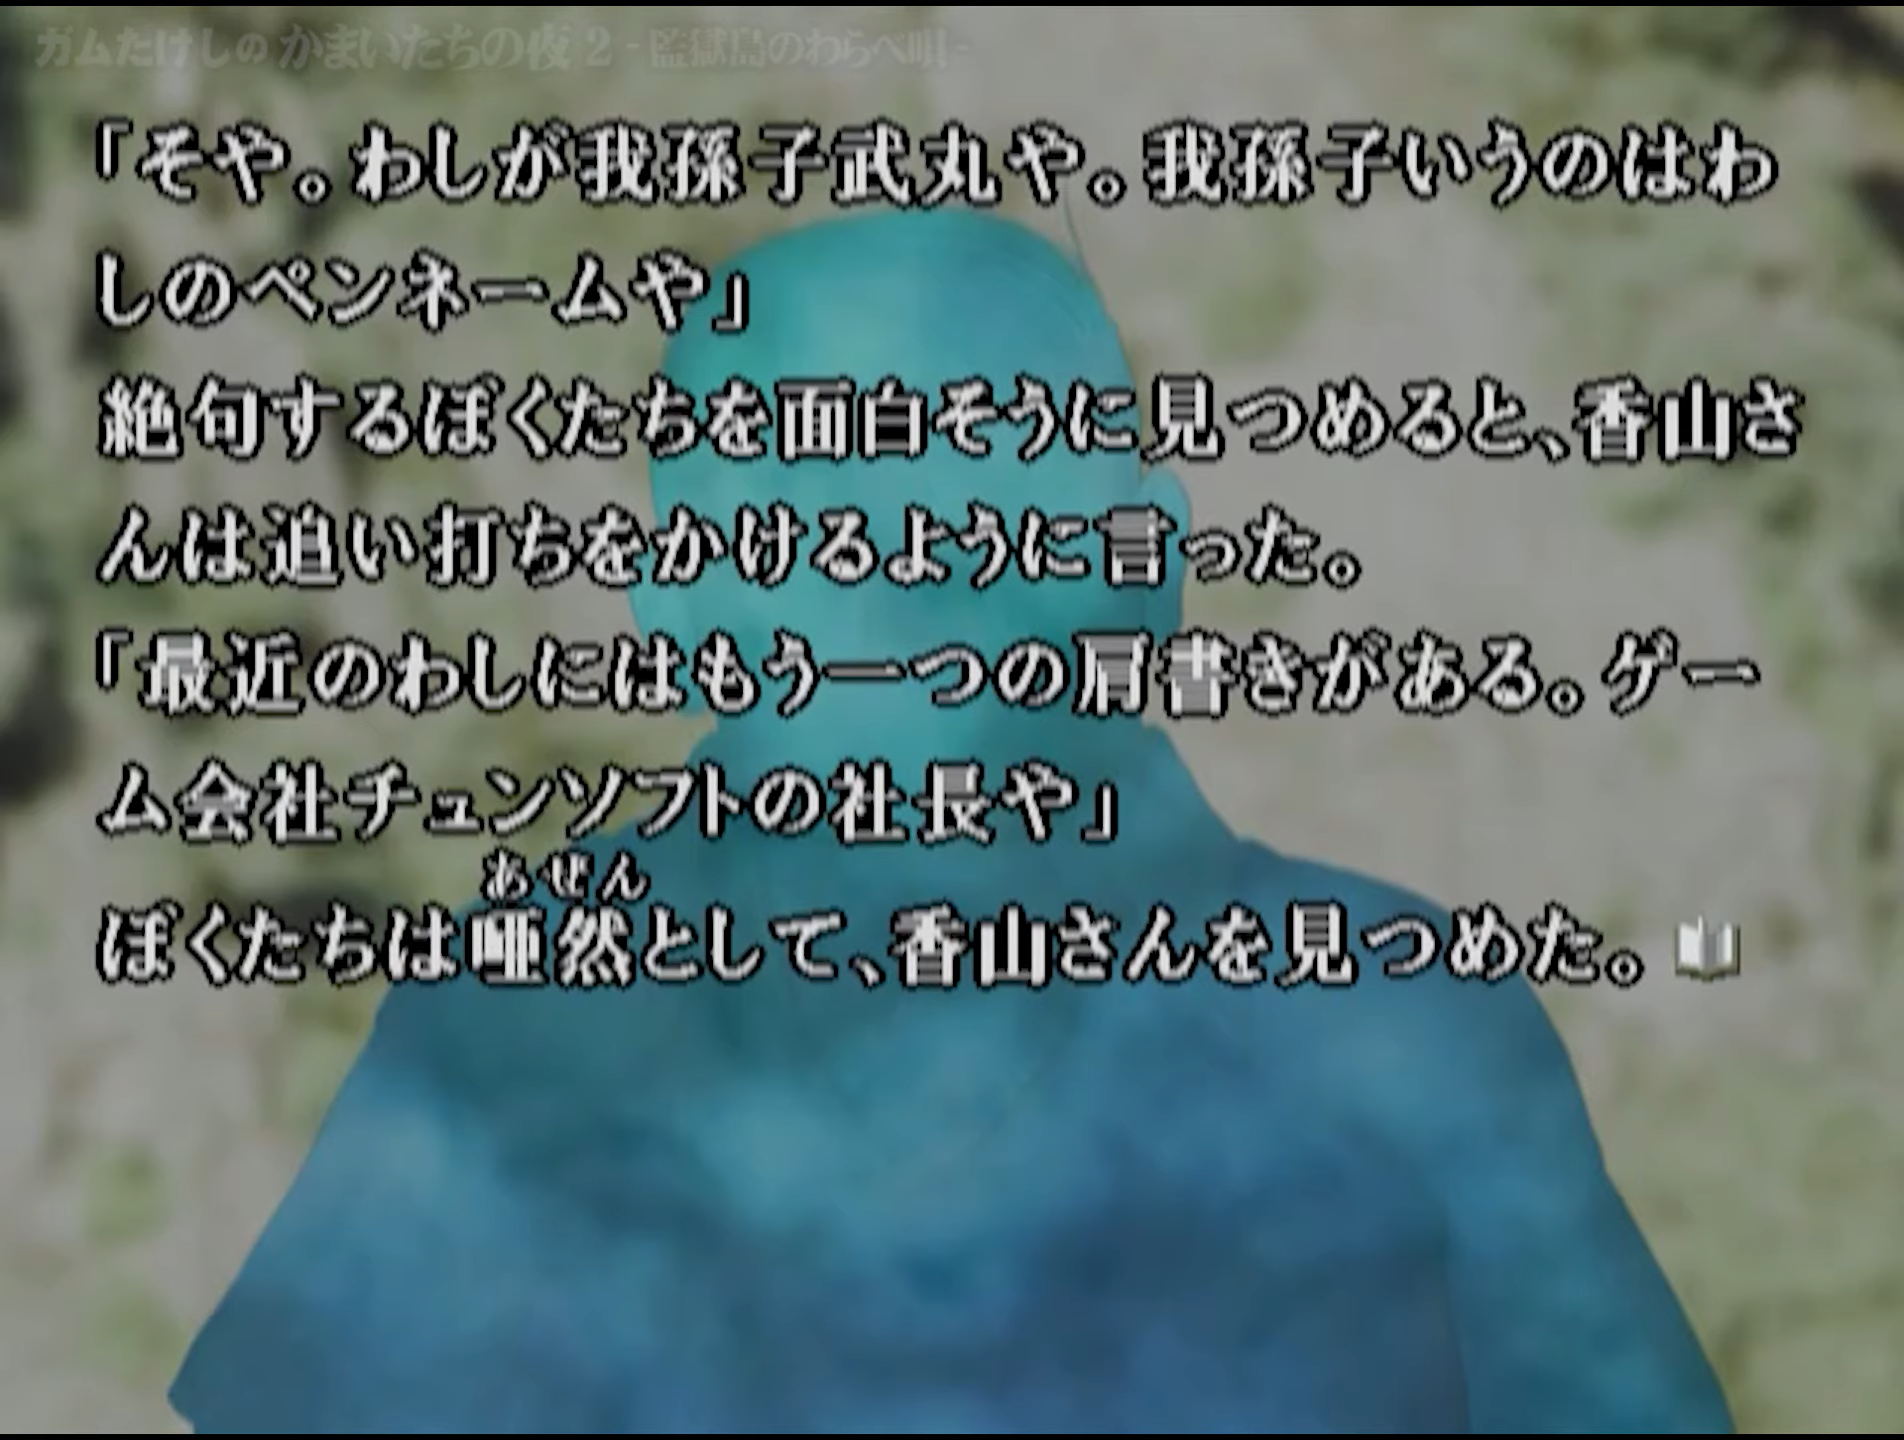 ガムたけしの かまいたちの夜2 -監獄島のわらべ唄-
「そや。わしが我孫子武丸や。我孫子いうのはわ
しのペンネームや」
絶句するぼくたちを面白そうに見つめると、香山さ
んは追い打ちをかけるように言った。
「最近のわしにはもう一つの肩書きがある。ゲー
ム会社チュンソフトの社長や」
あぜん
ぼくたちは唖然として、香山さんを見つめた。